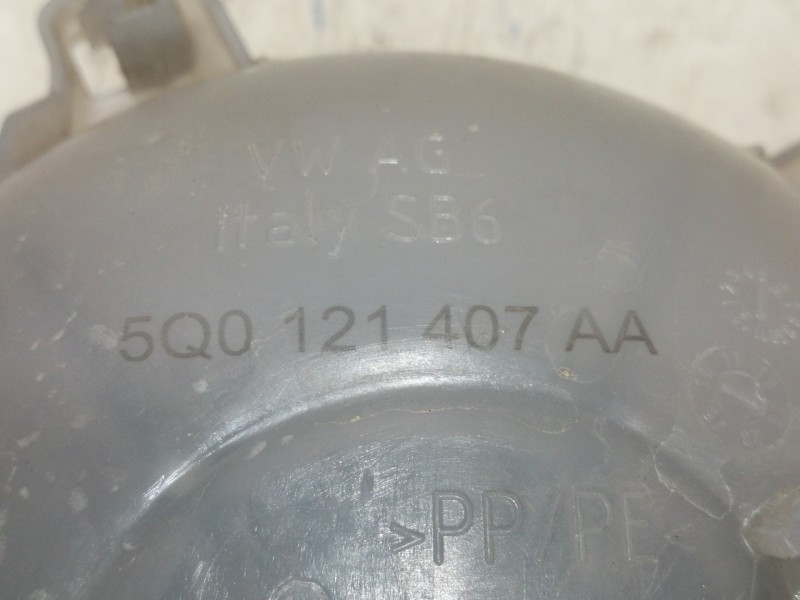 VW AG
Italy SB6
5Q0 121 407 AA
>PP/PE<